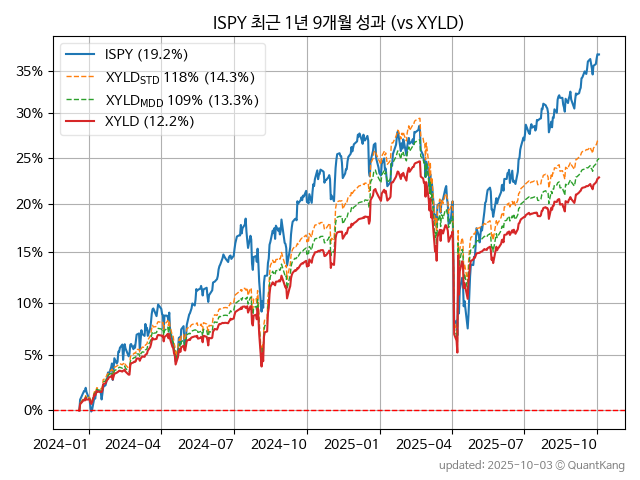 ISPY 최근 1년 9개월 성과 (vs XYLD)
ISPY (19.2%)
XYLD_STD 118% (14.3%)
XYLD_MDD 109% (13.3%)
XYLD (12.2%)
35%
30%
25%
20%
15%
10%
5%
0%
2024-01 2024-04 2024-07 2024-10 2025-01 2025-04 2025-07 2025-10
updated: 2025-10-03 © QuantKang